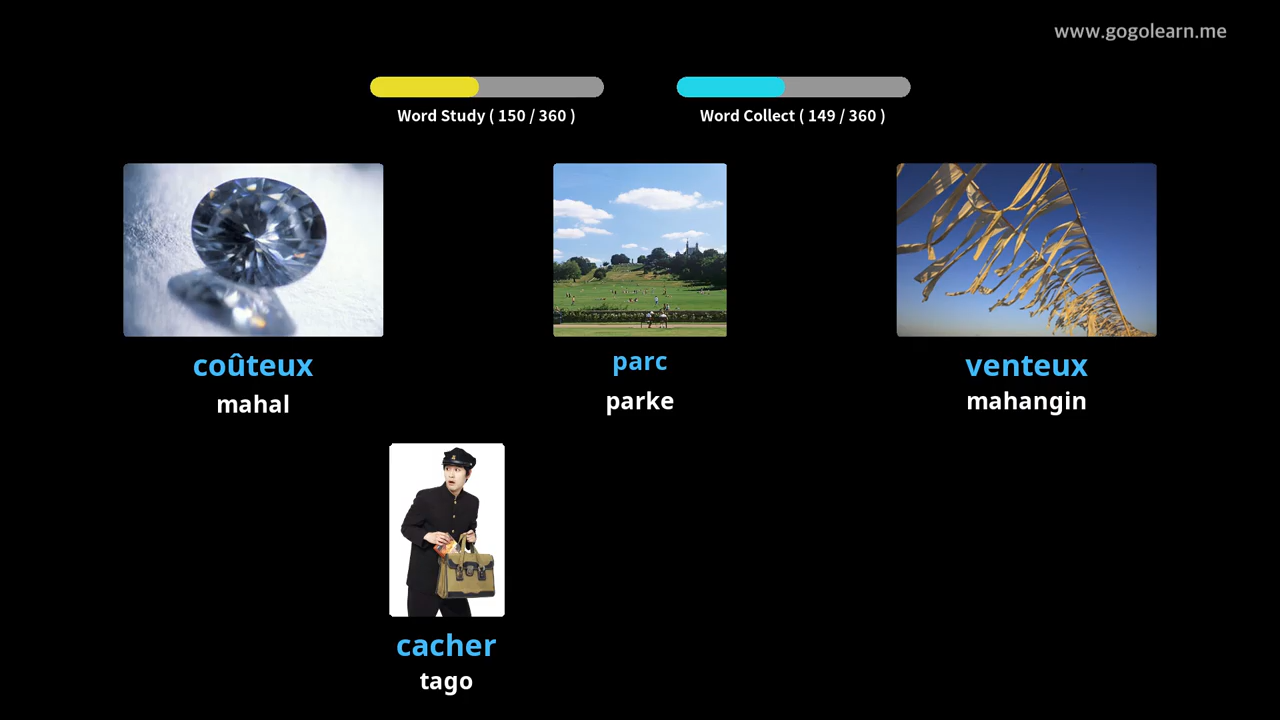 www.gogolearn.me
Word Study ( 150 / 360 )
Word Collect ( 149 / 360 )
coûteux
mahal
parc
parke
venteux
mahangin
cacher
tago